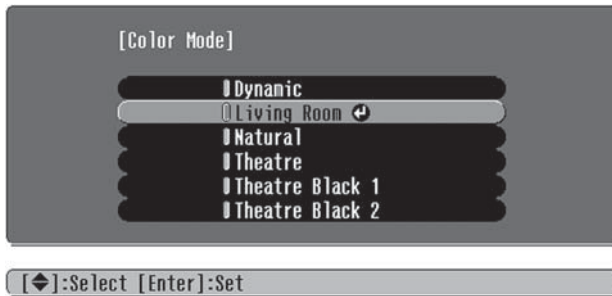 [Color Mode]
Dynamic
Living Room
Natural
Theatre
Theatre Black 1
Theatre Black 2
[◆]:Select [Enter]:Set